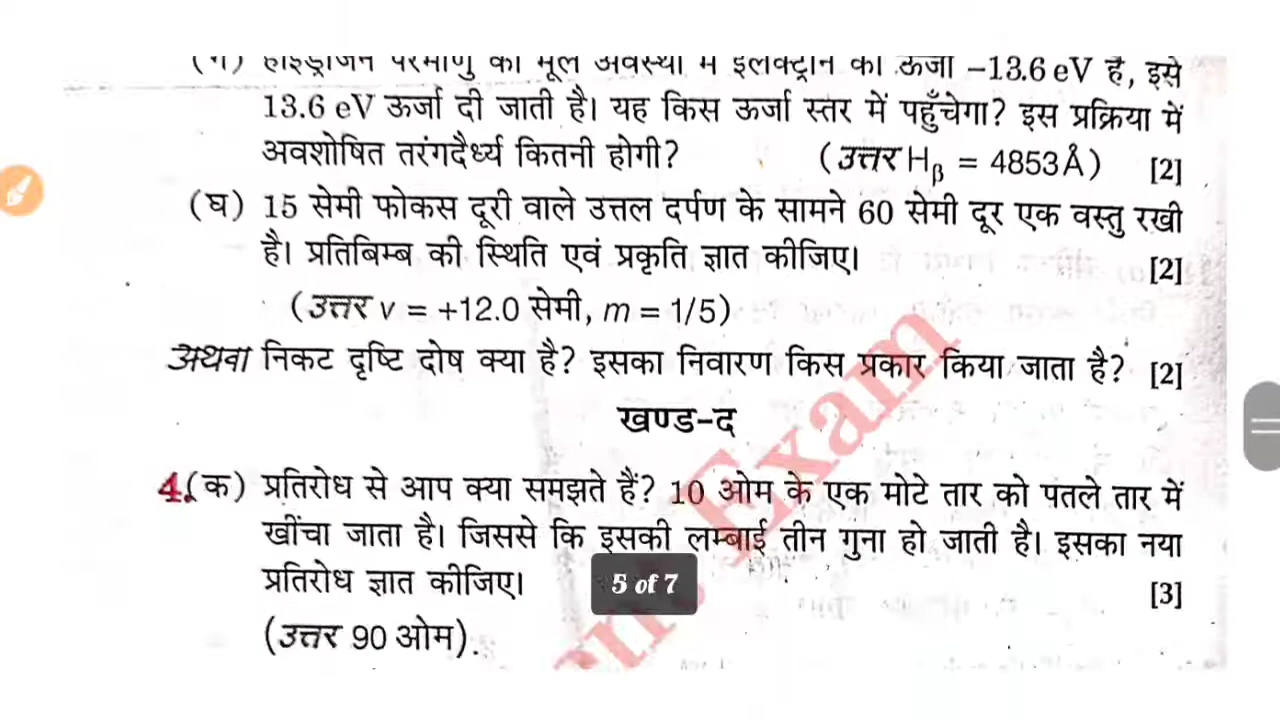 (ग) हाइड्रोजन परमाणु की मूल अवस्था में इलेक्ट्रॉन की ऊर्जा –13.6 eV है, इसे
13.6 eV ऊर्जा दी जाती है। यह किस ऊर्जा स्तर में पहुँचेगा? इस प्रक्रिया में
अवशोषित तरंगदैर्ध्य कितनी होगी? (उत्तर Hβ = 4853Å) [2]
(घ) 15 सेमी फोकस दूरी वाले उत्तल दर्पण के सामने 60 सेमी दूर एक वस्तु रखी
है। प्रतिबिम्ब की स्थिति एवं प्रकृति ज्ञात कीजिए। [2]
(उत्तर v = +12.0 सेमी, m = 1/5)
अथवा निकट दृष्टि दोष क्या है? इसका निवारण किस प्रकार किया जाता है? [2]
खण्ड-द
4.(क) प्रतिरोध से आप क्या समझते हैं? 10 ओम के एक मोटे तार को पतले तार में
खींचा जाता है। जिससे कि इसकी लम्बाई तीन गुना हो जाती है। इसका नया
प्रतिरोध ज्ञात कीजिए। [3]
5 of 7
(उत्तर 90 ओम).
Exam